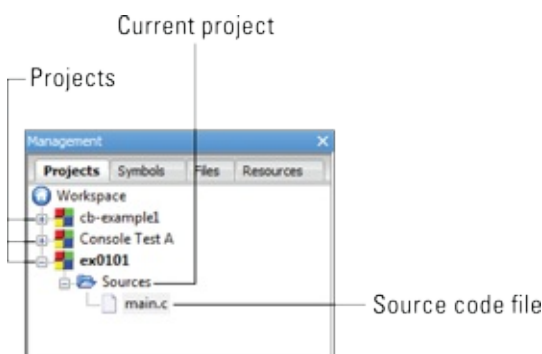 Current project
Projects
Management
Projects Symbols Files Resources
Workspace
cb-example1
Console Test A
ex0101
Sources
main.c
Source code file